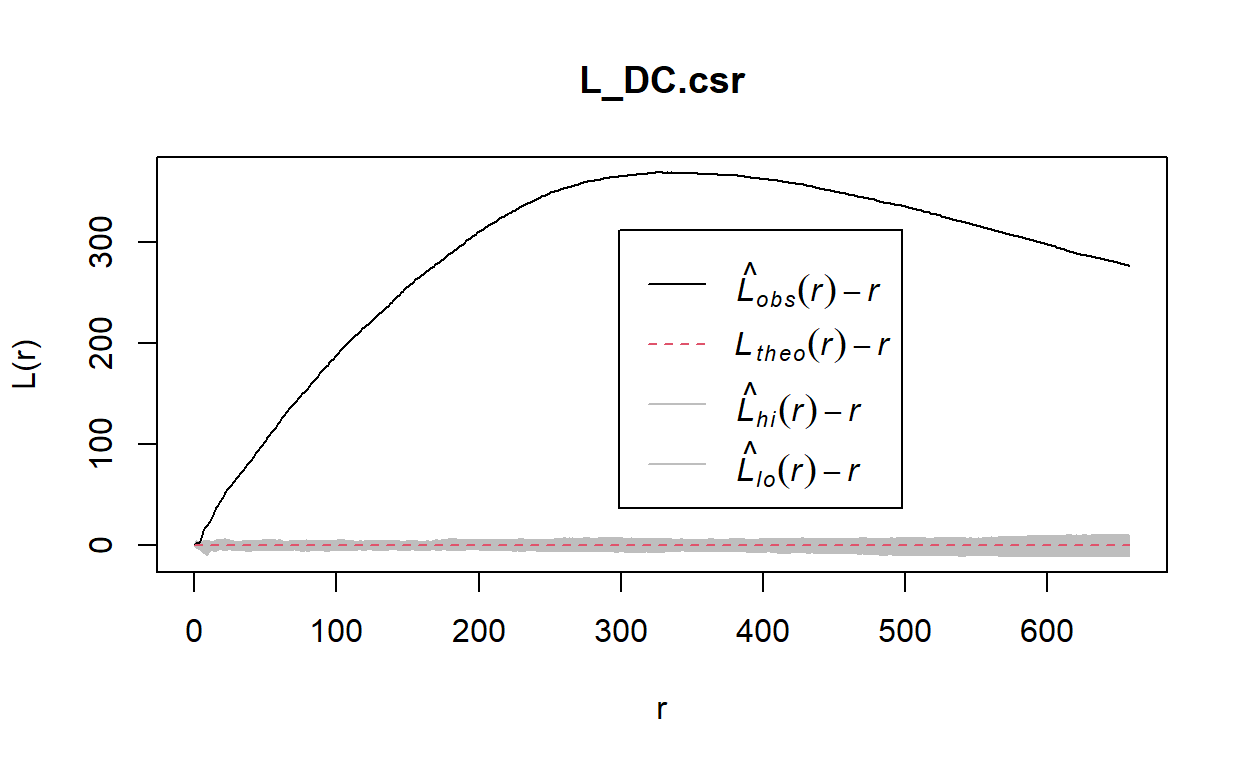 L_DC.csr
L(r)
300
200
100
0
L̂obs(r) − r
Ltheo(r) − r
L̂hi(r) − r
L̂lo(r) − r
0 100 200 300 400 500 600
r